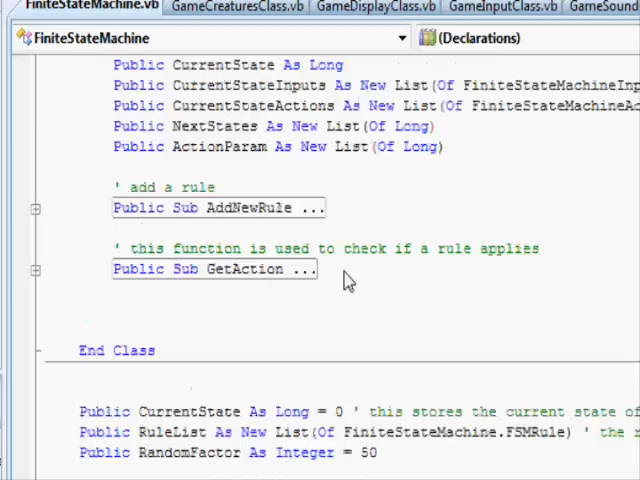 FiniteStateMachine.vb GameCreaturesClass.vb GameDisplayClass.vb GameInputClass.vb GameSound
FiniteStateMachine (Declarations)
Public CurrentState As Long
Public CurrentStateInputs As New List(Of FiniteStateMachineInp
Public CurrentStateActions As New List(Of FiniteStateMachineAc
Public NextStates As New List(Of Long)
Public ActionParam As New List(Of Long)
' add a rule
Public Sub AddNewRule ...
' this function is used to check if a rule applies
Public Sub GetAction ...
End Class
Public CurrentState As Long = 0 ' this stores the current state of
Public RuleList As New List(Of FiniteStateMachine.FSMRule) ' the r
Public RandomFactor As Integer = 50